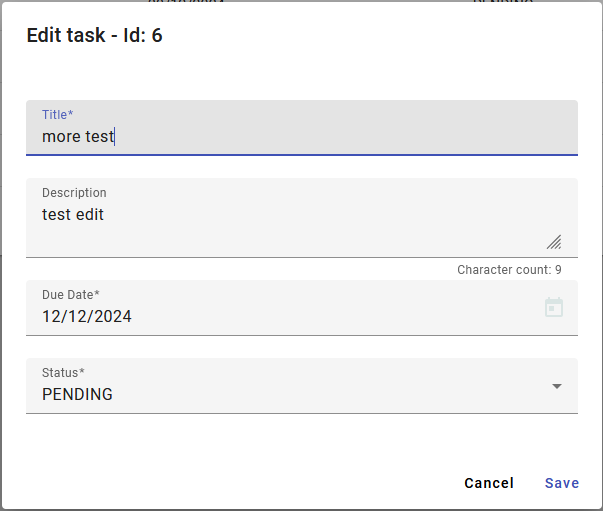 Edit task - Id: 6
Title*
more test
Description
test edit
Character count: 9
Due Date*
12/12/2024
Status*
PENDING
Cancel
Save